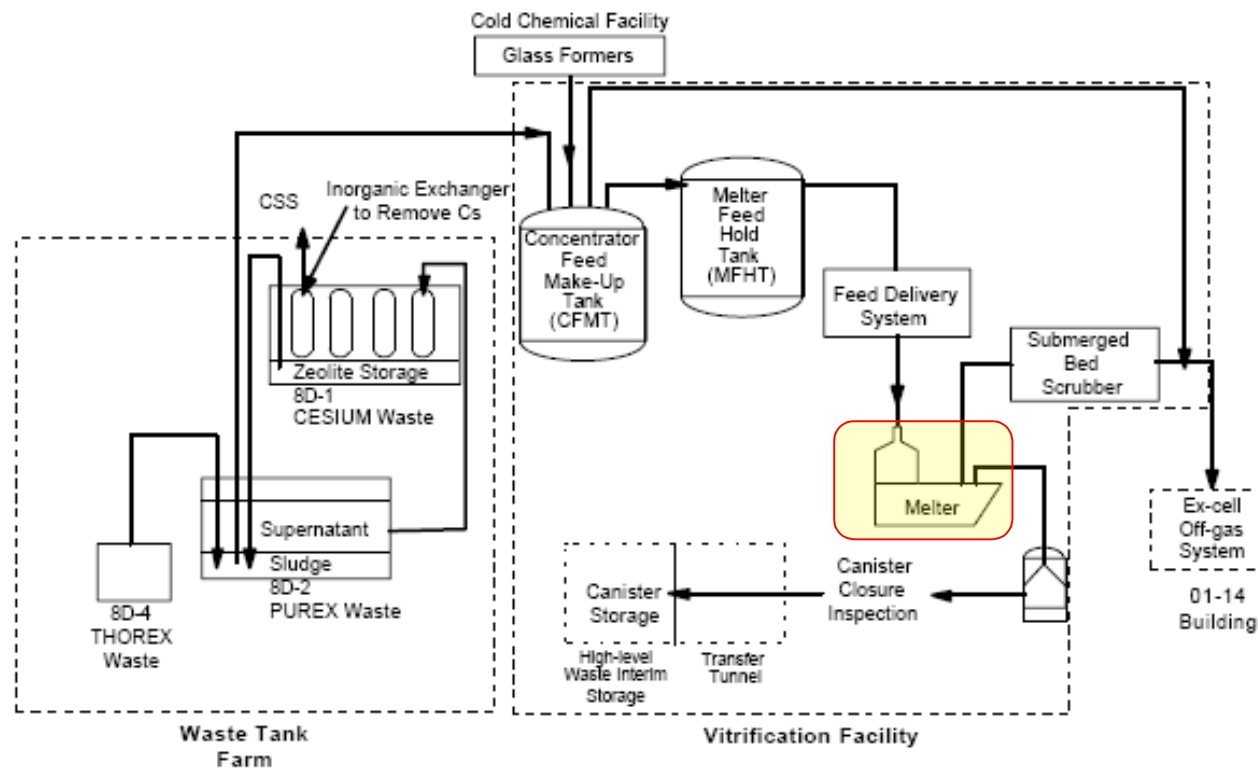 Cold Chemical Facility
Glass Formers
Inorganic Exchanger
to Remove Cs
CSS
Zeolite Storage
8D-1
CESIUM Waste
Supernatant
Sludge
8D-2
PUREX Waste
8D-4
THOREX
Waste
Waste Tank
Farm
Concentrator
Feed
Make-Up
Tank
(CFMT)
Melter
Feed
Hold
Tank
(MFHT)
Feed Delivery
System
Submerged
Bed
Scrubber
Melter
Ex-cell
Off-gas
System
01-14
Building
Canister
Closure
Inspection
Canister
Storage
High-level
Waste Interim
Storage
Transfer
Tunnel
Vitrification Facility